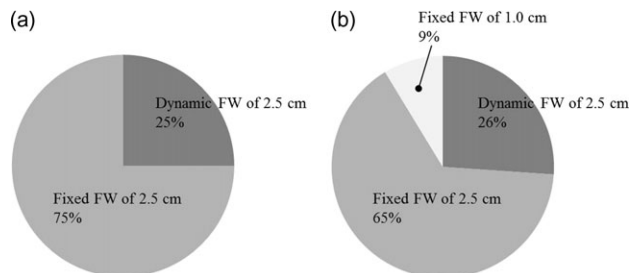 (a)
Dynamic FW of 2.5 cm
25%
Fixed FW of 2.5 cm
75%
(b)
Fixed FW of 1.0 cm
9%
Dynamic FW of 2.5 cm
26%
Fixed FW of 2.5 cm
65%